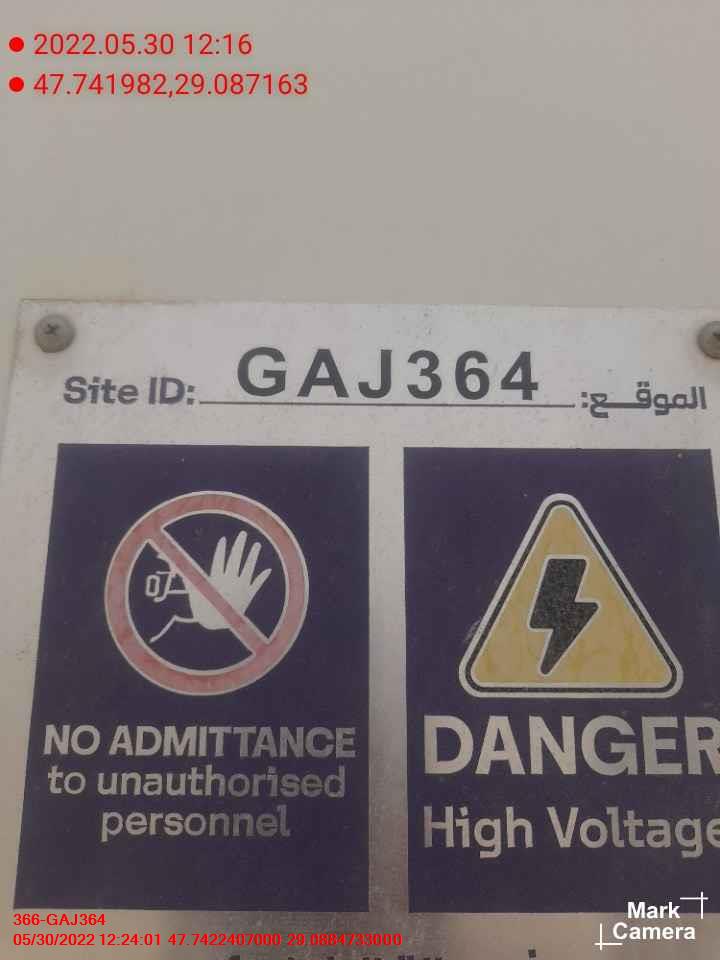 2022.05.30 12:16
47.741982,29.087163
Site ID: GAJ364 الموقع:
NO ADMITTANCE
to unauthorised
personnel
DANGER
High Voltage
366-GAJ364
05/30/2022 12:24:01 47.7422407000 29.0884733000
Mark
Camera